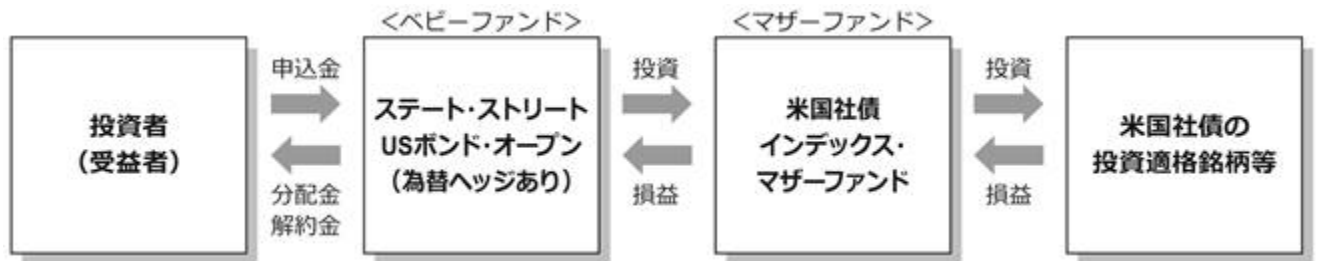 ＜ベビーファンド＞
＜マザーファンド＞
投資者
（受益者）
申込金
分配金
解約金
ステート・ストリート
USボンド・オープン
（為替ヘッジあり）
投資
損益
米国社債
インデックス・
マザーファンド
投資
損益
米国社債の
投資適格銘柄等